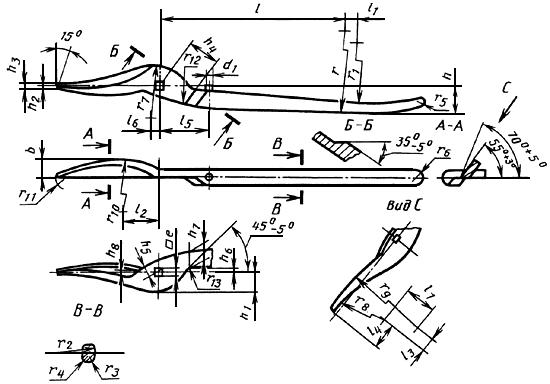 l
l₁
15°
Б
h₄
d₁
r₁₂
h₃
h₂
r₇
r
r₁
h
r₅
l₆
l₅
Б
Б-Б
А-А
С
b
А
В
35°-5°
r₆
55°+3°
70°+5°
r₁₁
А
r₁₀
l₂
В
Вид С
h₈
h₅
□e
h₇
45°-5°
h₆
r₁₃
h₁
В-В
r₉
l₇
r₈
l₄
l₃
r₂
r₄
r₃